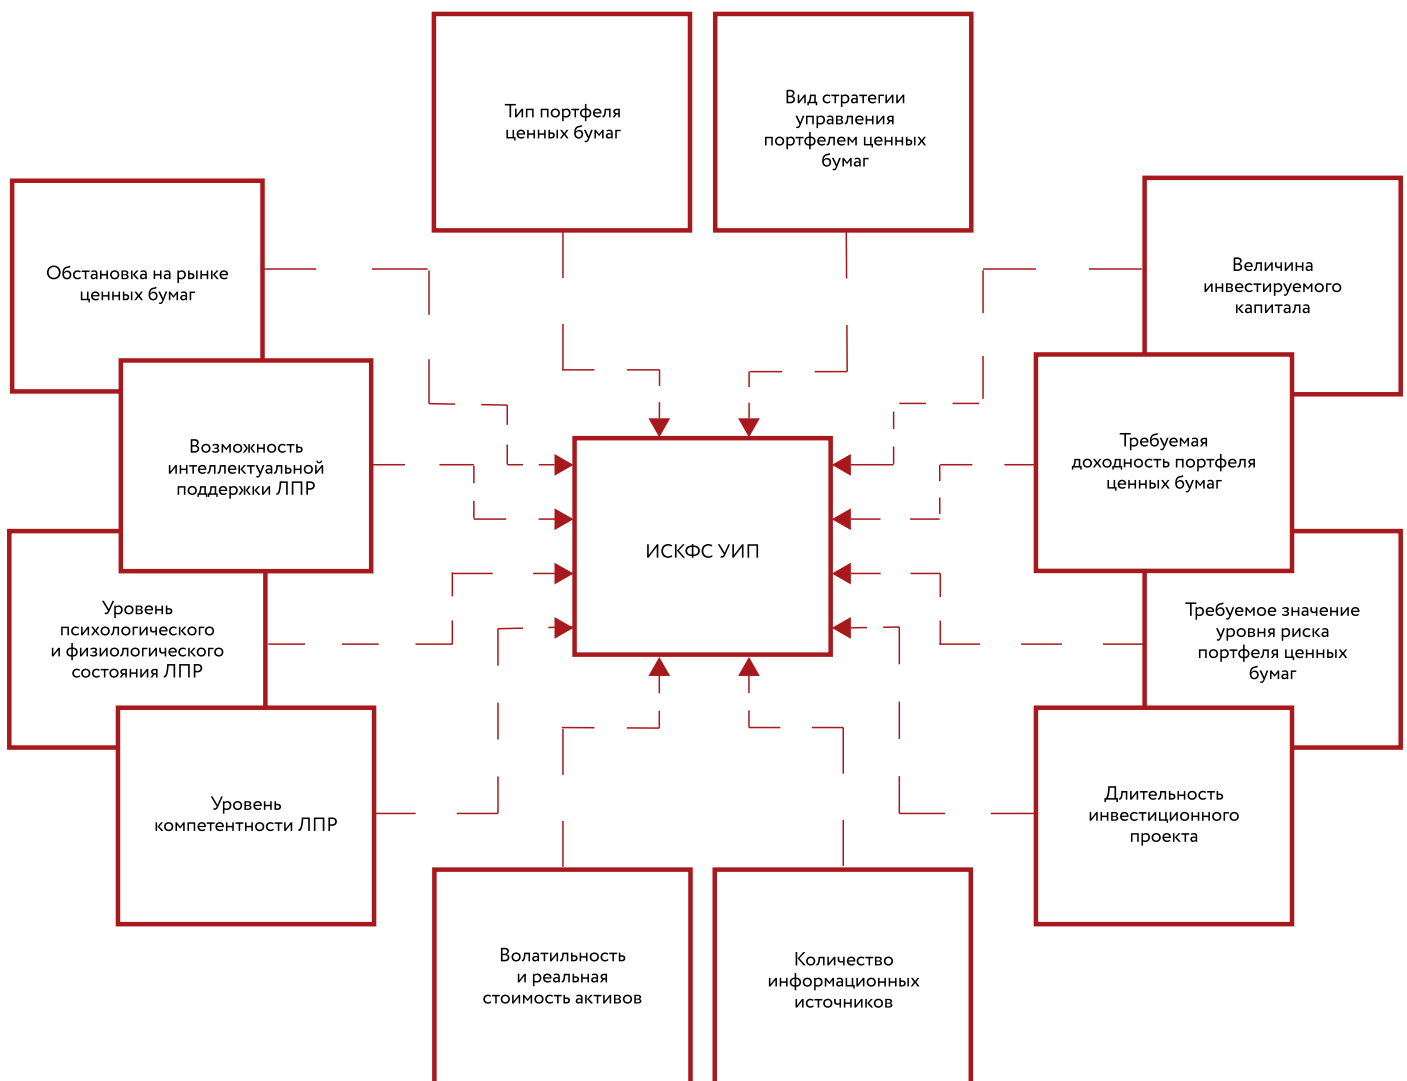 Тип портфеля
ценных бумаг
Вид стратегии
управления
портфелем ценных
бумаг
Обстановка на рынке
ценных бумаг
Величина
инвестируемого
капитала
Возможность
интеллектуальной
поддержки ЛПР
Требуемая
доходность портфеля
ценных бумаг
ИСКФС УИП
Уровень
психологического
и физиологического
состояния ЛПР
Требуемое значение
уровня риска
портфеля ценных
бумаг
Уровень
компетентности ЛПР
Длительность
инвестиционного
проекта
Волатильность
и реальная
стоимость активов
Количество
информационных
источников